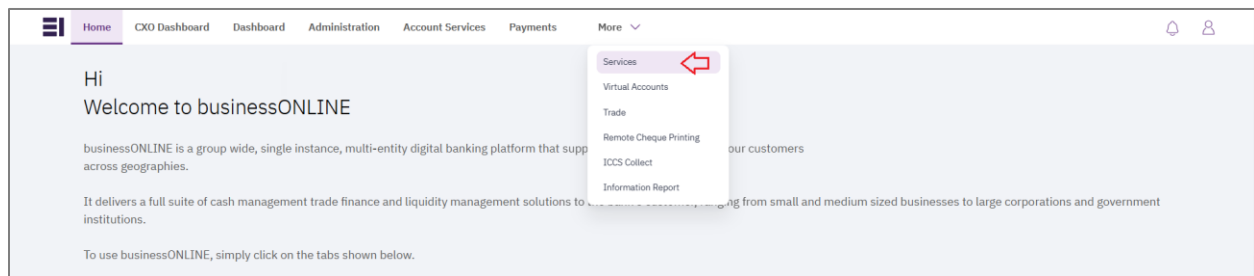 EI Home CXO Dashboard Dashboard Administration Account Services Payments More
Services
Virtual Accounts
Trade
Remote Cheque Printing
ICCS Collect
Information Report
Hi
Welcome to businessONLINE
businessONLINE is a group wide, single instance, multi-entity digital banking platform that our customers
across geographies.
It delivers a full suite of cash management trade finance and liquidity management solutions to ranging from small and medium sized businesses to large corporations and government
institutions.
To use businessONLINE, simply click on the tabs shown below.